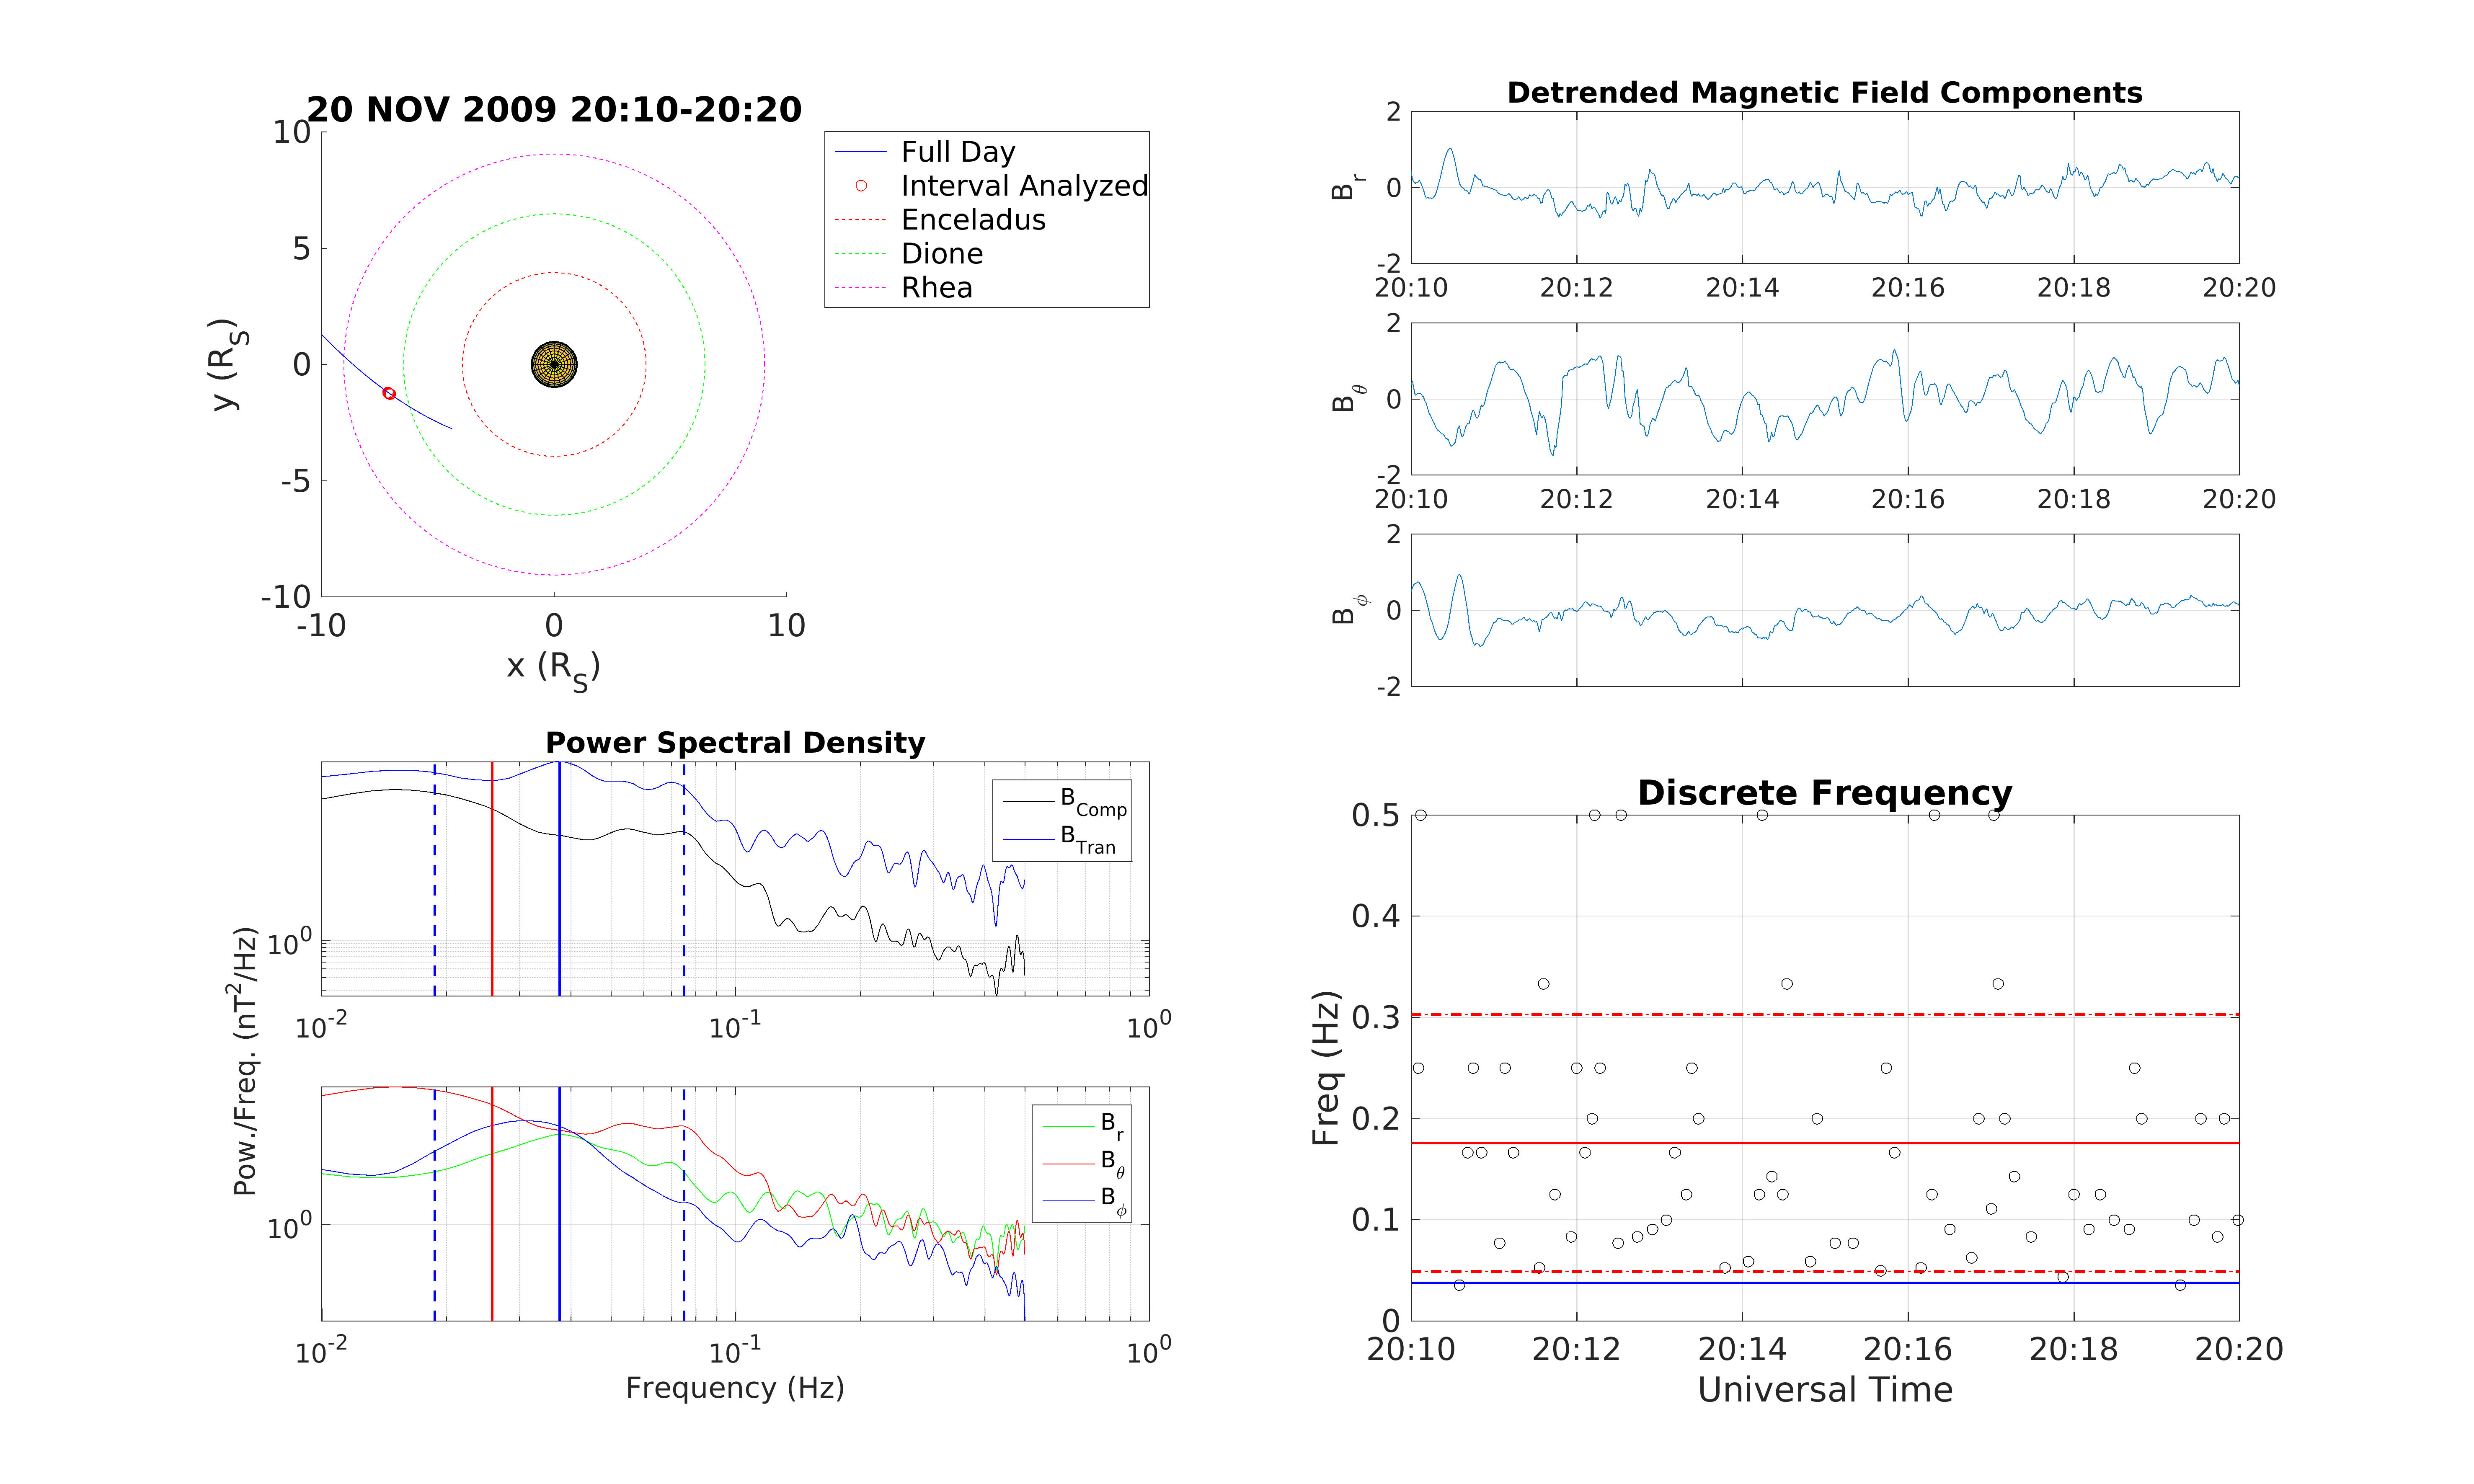 20 NOV 2009 20:10-20:20
10
5
0
-5
-10
-10
0
10
y (R_S)
x (R_S)
Full Day
Interval Analyzed
Enceladus
Dione
Rhea
Detrended Magnetic Field Components
2
0
-2
B_r
20:10 20:12 20:14 20:16 20:18 20:20
2
0
-2
B_θ
20:10 20:12 20:14 20:16 20:18 20:20
2
0
-2
B_ϕ
Power Spectral Density
B_Comp
B_Tran
10^0
10^-2 10^-1 10^0
Pow./Freq. (nT^2/Hz)
B_r
B_θ
B_ϕ
10^0
10^-2 10^-1 10^0
Frequency (Hz)
Discrete Frequency
0.5
0.4
0.3
0.2
0.1
0
Freq (Hz)
20:10 20:12 20:14 20:16 20:18 20:20
Universal Time